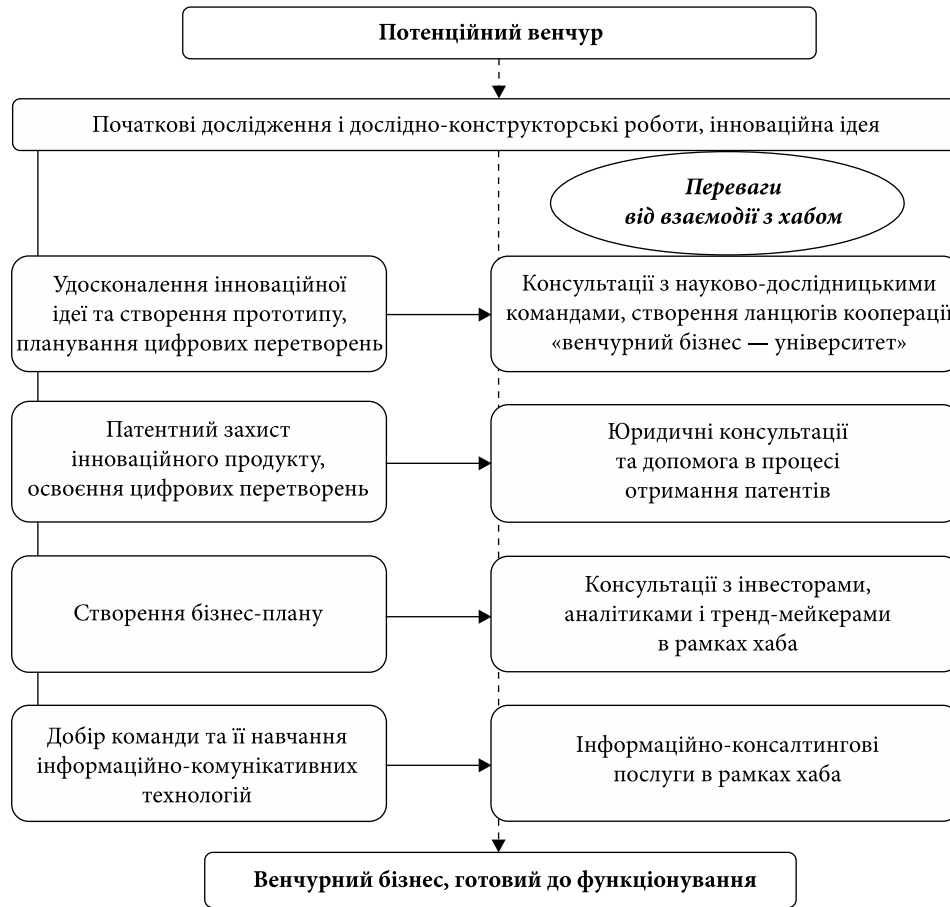 Потенційний венчур
Початкові дослідження і дослідно-конструкторські роботи, інноваційна ідея
Переваги
від взаємодії з хабом
Удосконалення інноваційної
ідеї та створення прототипу,
планування цифрових перетворень
Консультації з науково-дослідницькими
командами, створення ланцюгів кооперації
«венчурний бізнес — університет»
Патентний захист
інноваційного продукту,
освоєння цифрових перетворень
Юридичні консультації
та допомога в процесі
отримання патентів
Створення бізнес-плану
Консультації з інвесторами,
аналітиками і тренд-мейкерами
в рамках хаба
Добір команди та її навчання
інформаційно-комунікативних
технологій
Інформаційно-консалтингові
послуги в рамках хаба
Венчурний бізнес, готовий до функціонування